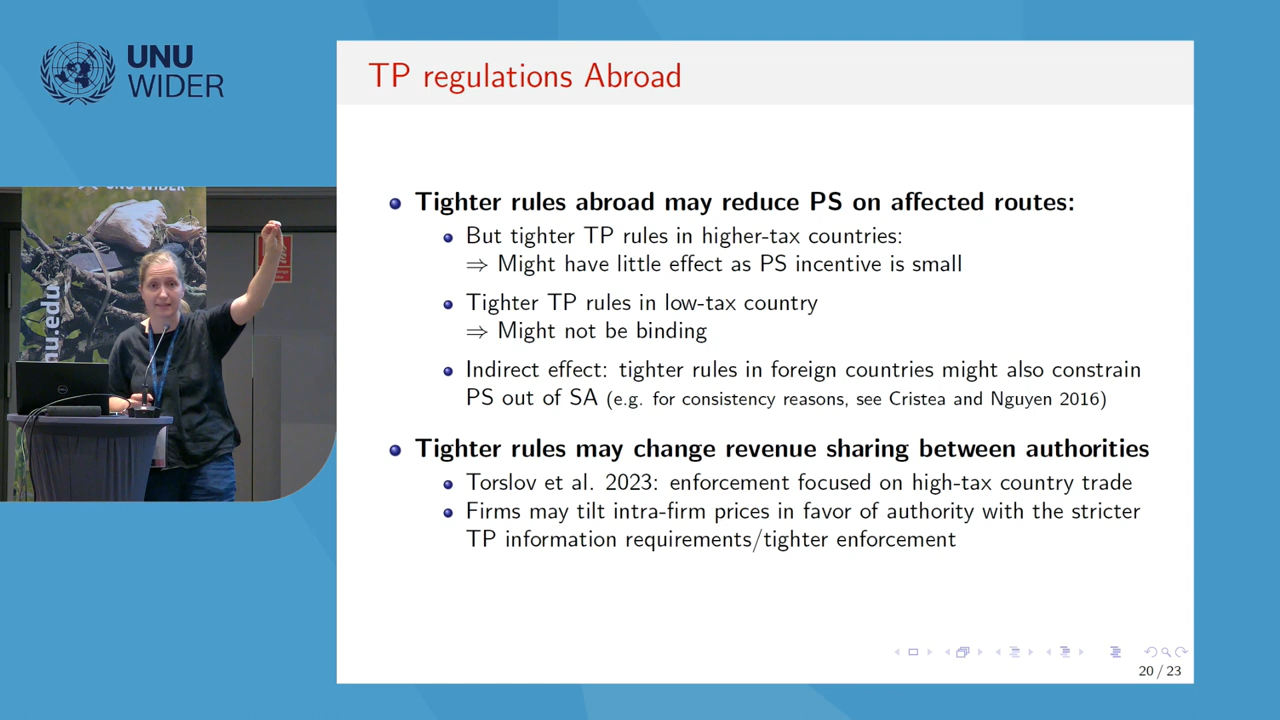 UNU
WIDER
TP regulations Abroad
Tighter rules abroad may reduce PS on affected routes:
But tighter TP rules in higher-tax countries:
⇒ Might have little effect as PS incentive is small
Tighter TP rules in low-tax country
⇒ Might not be binding
Indirect effect: tighter rules in foreign countries might also constrain
PS out of SA (e.g. for consistency reasons, see Cristea and Nguyen 2016)
Tighter rules may change revenue sharing between authorities
Torslov et al. 2023: enforcement focused on high-tax country trade
Firms may tilt intra-firm prices in favor of authority with the stricter
TP information requirements/tighter enforcement
20 / 23
UNU-WIDER
nu.edu
DELL